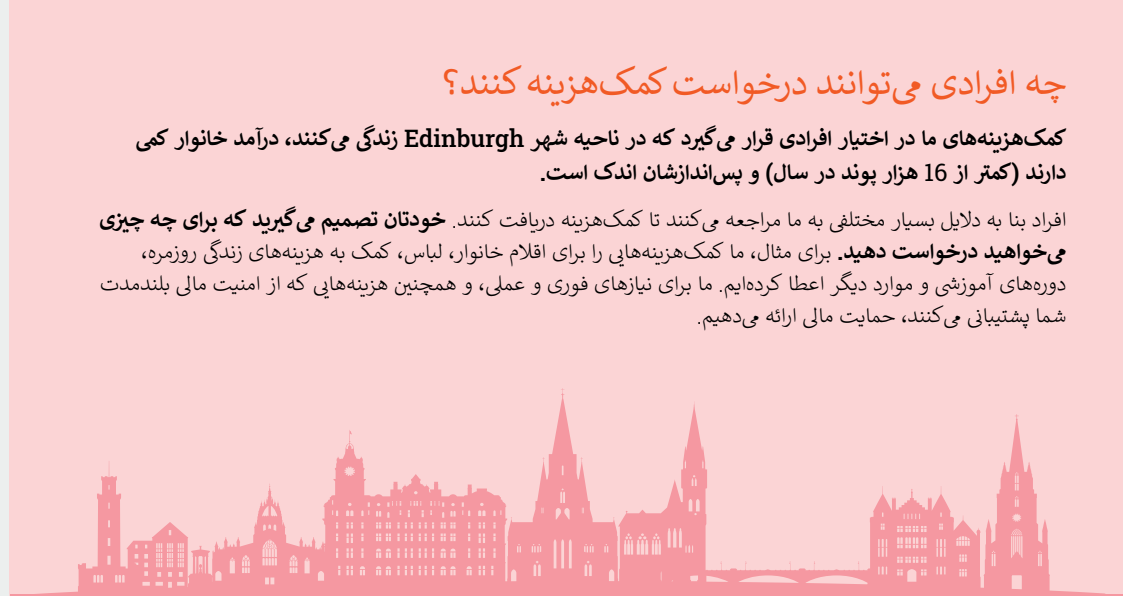 چه افرادی می‌توانند درخواست کمک‌هزینه کنند؟
کمک‌هزینه‌های ما در اختیار افرادی قرار می‌گیرد که در ناحیه شهر Edinburgh زندگی می‌کنند، درآمد خانوار کمی
دارند (کمتر از 16 هزار پوند در سال) و پس‌اندازشان اندک است.
افراد بنا به دلایل بسیار مختلفی به ما مراجعه می‌کنند تا کمک‌هزینه دریافت کنند. خودتان تصمیم می‌گیرید که برای چه چیزی
می‌خواهید درخواست دهید. برای مثال، ما کمک‌هزینه‌هایی را برای اقلام خانوار، لباس، کمک به هزینه‌های زندگی روزمره،
دوره‌های آموزشی و موارد دیگر اعطا کرده‌ایم. ما برای نیازهای فوری و عملی، و همچنین هزینه‌هایی که از امنیت مالی بلندمدت
شما پشتیبانی می‌کنند، حمایت مالی ارائه می‌دهیم.